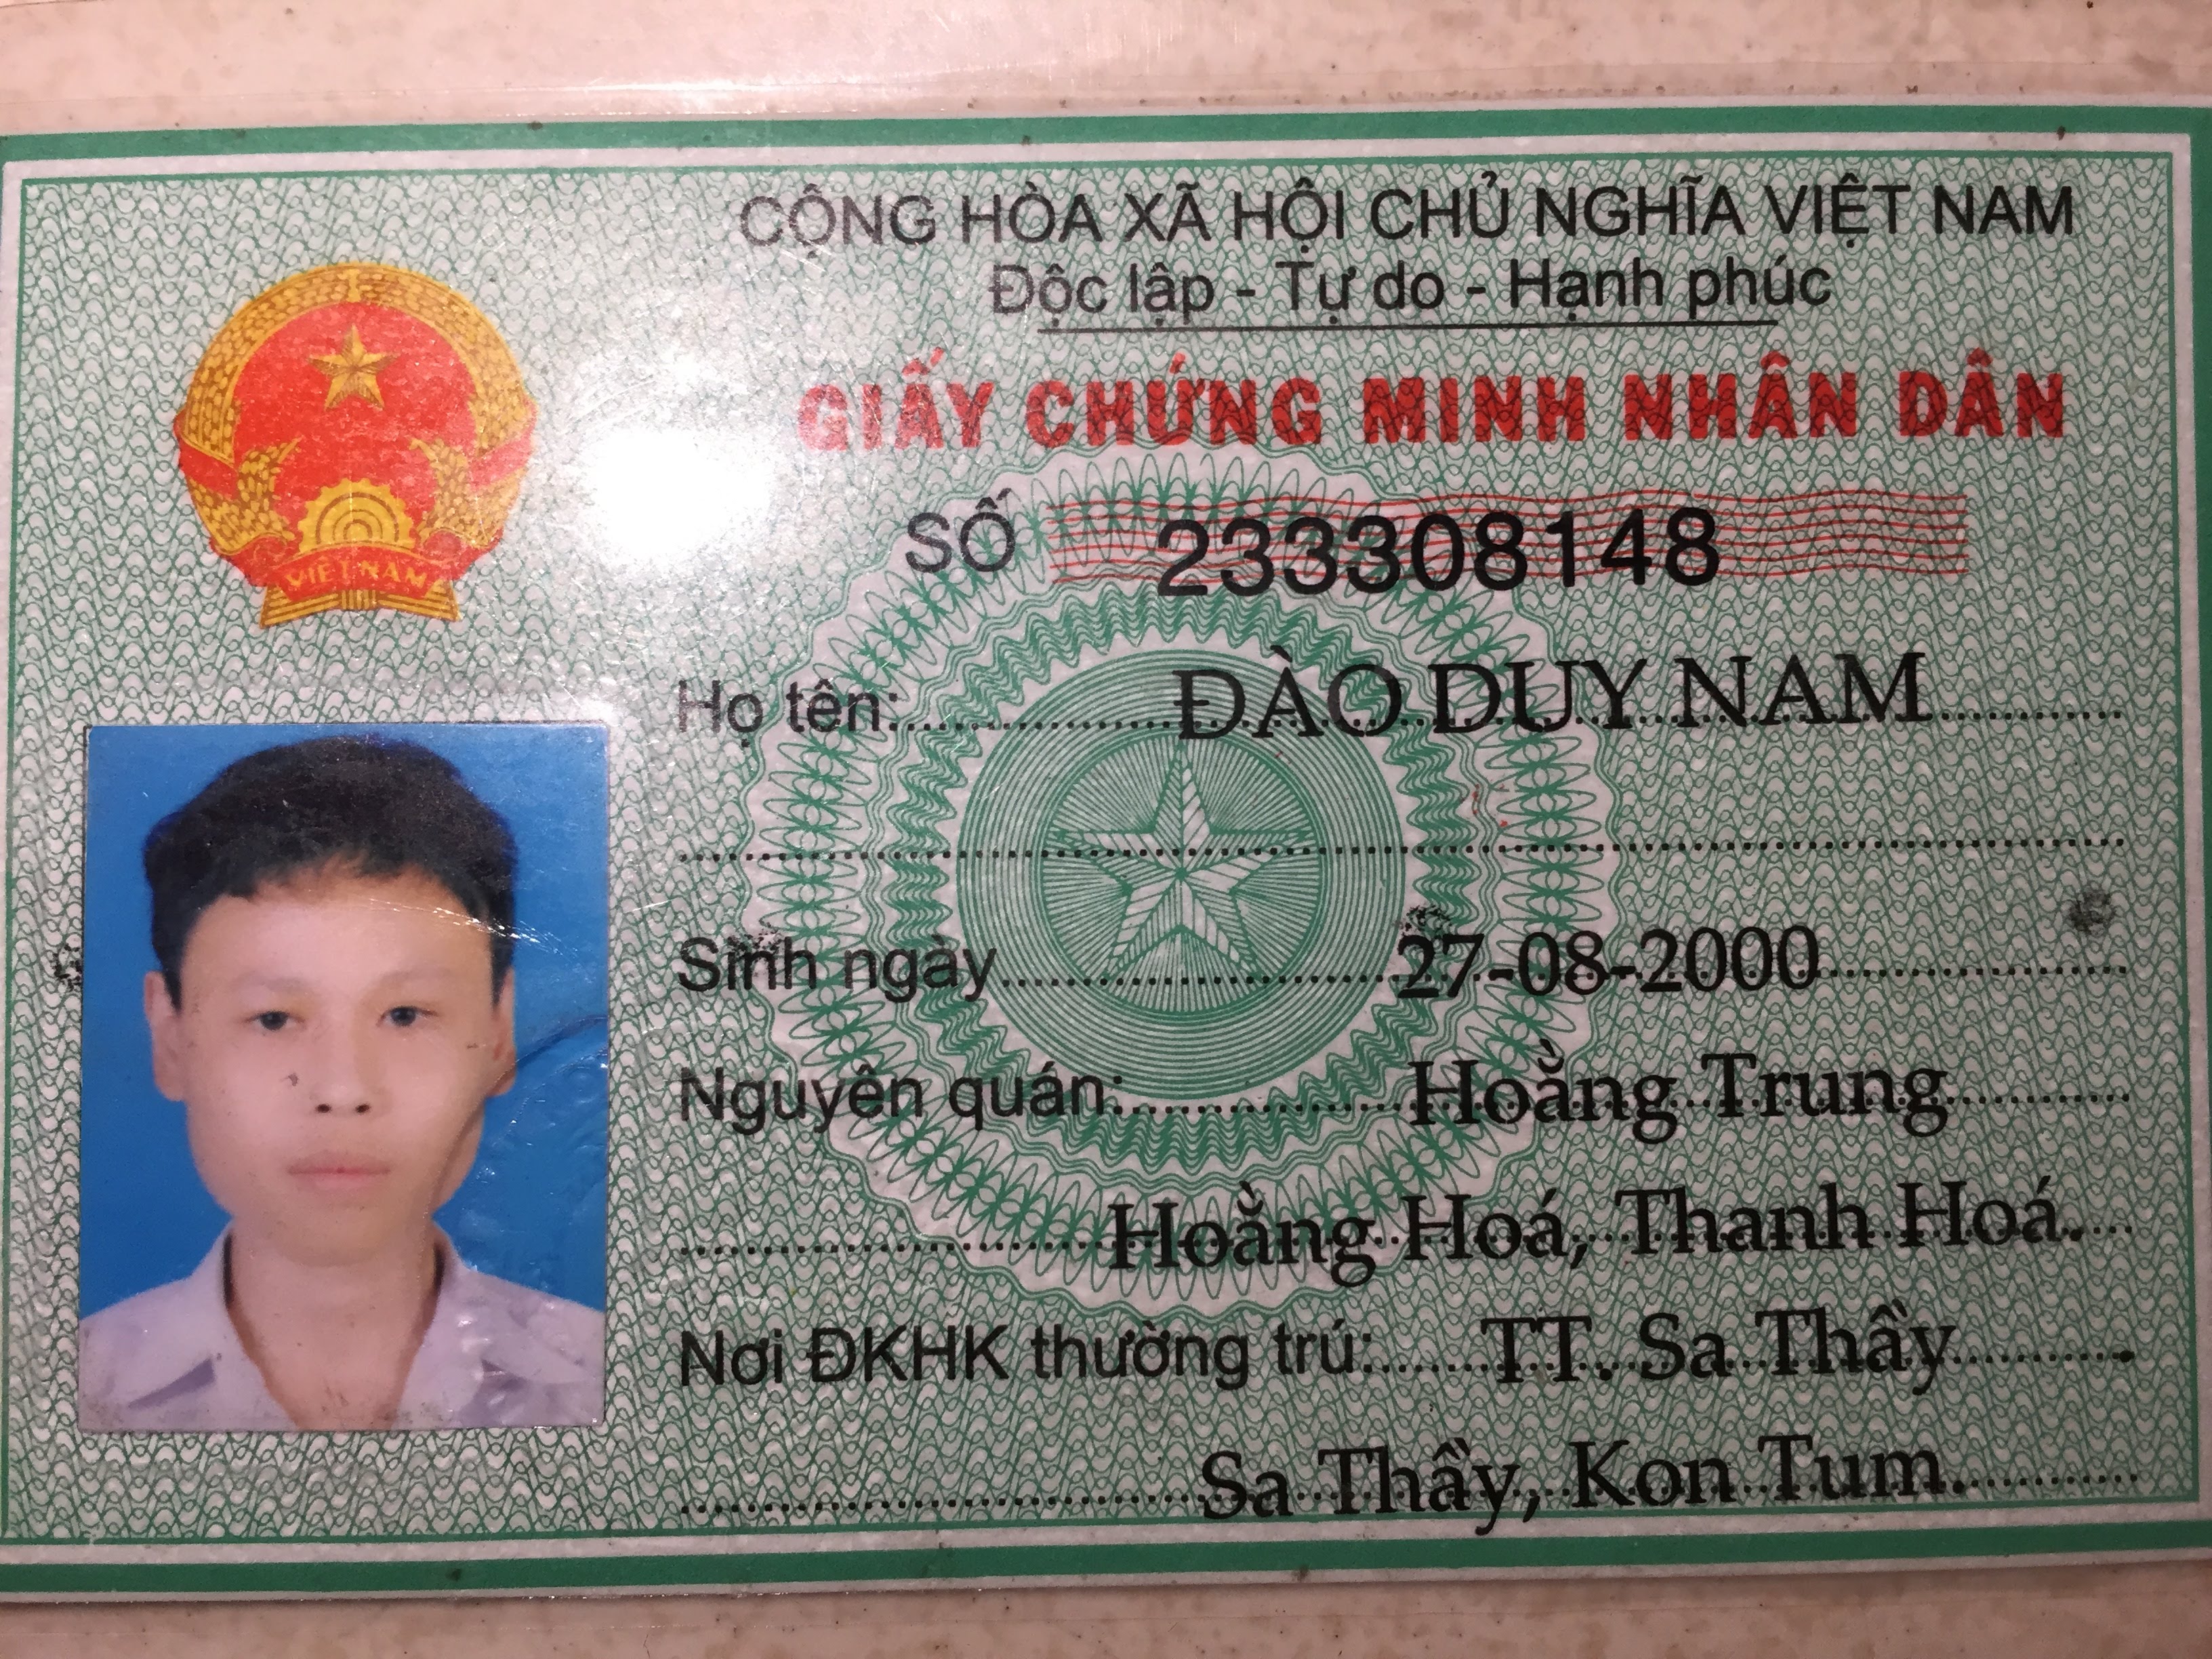 CỘNG HÒA XÃ HỘI CHỦ NGHĨA VIỆT NAM
Độc lập - Tự do - Hạnh phúc
GIẤY CHỨNG MINH NHÂN DÂN
SỐ 233308148
Họ tên: ĐÀO DUY NAM
Sinh ngày 27-08-2000
Nguyên quán: Hoằng Trung
Hoằng Hoá, Thanh Hoá
Nơi ĐKHK thường trú: TT Sa Thầy
Sa Thầy, Kon Tum
VIỆT NAM